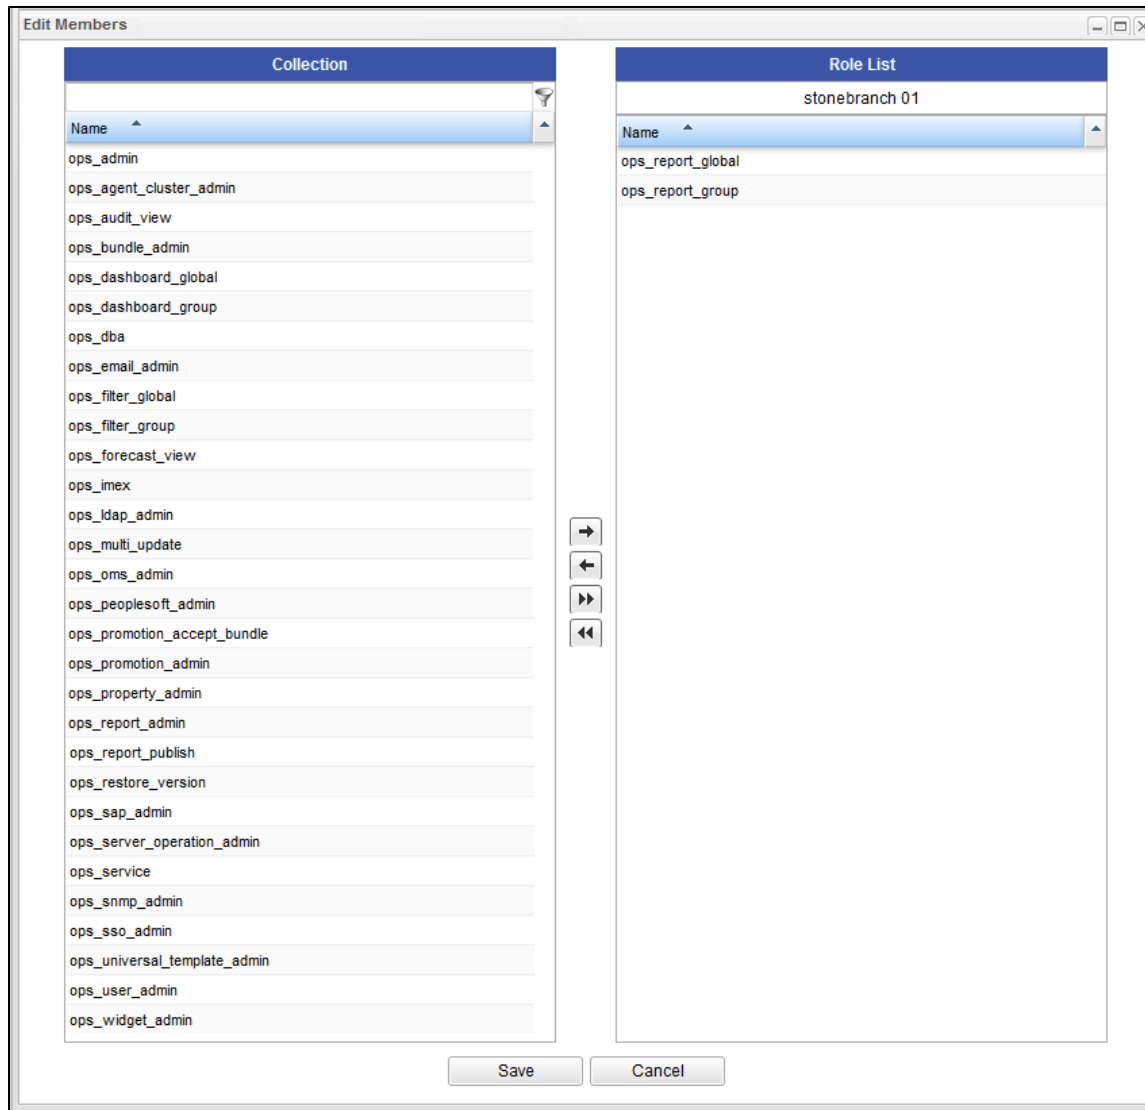 Edit Members
Collection
Name
ops_admin
ops_agent_cluster_admin
ops_audit_view
ops_bundle_admin
ops_dashboard_global
ops_dashboard_group
ops_dba
ops_email_admin
ops_filter_global
ops_filter_group
ops_forecast_view
ops_imex
ops_ldap_admin
ops_multi_update
ops_oms_admin
ops_peoplesoft_admin
ops_promotion_accept_bundle
ops_promotion_admin
ops_property_admin
ops_report_admin
ops_report_publish
ops_restore_version
ops_sap_admin
ops_server_operation_admin
ops_service
ops_snmp_admin
ops_sso_admin
ops_universal_template_admin
ops_user_admin
ops_widget_admin
Role List
stonebranch 01
Name
ops_report_global
ops_report_group
Save
Cancel